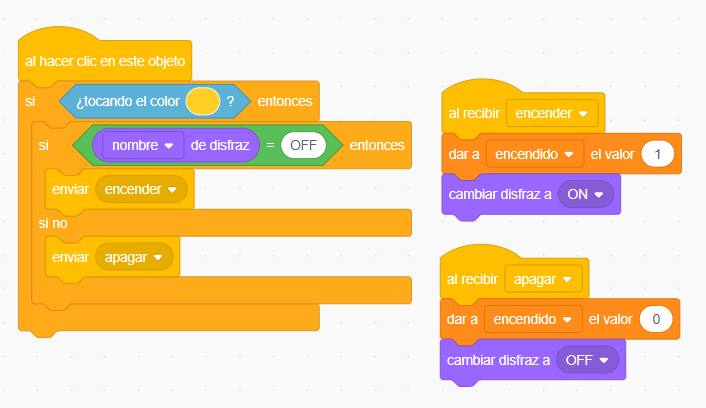 al hacer clic en este objeto
si ¿tocando el color ? entonces
si nombre de disfraz = OFF entonces
enviar encender
si no
enviar apagar
al recibir encender
dar a encendido el valor 1
cambiar disfraz a ON
al recibir apagar
dar a encendido el valor 0
cambiar disfraz a OFF